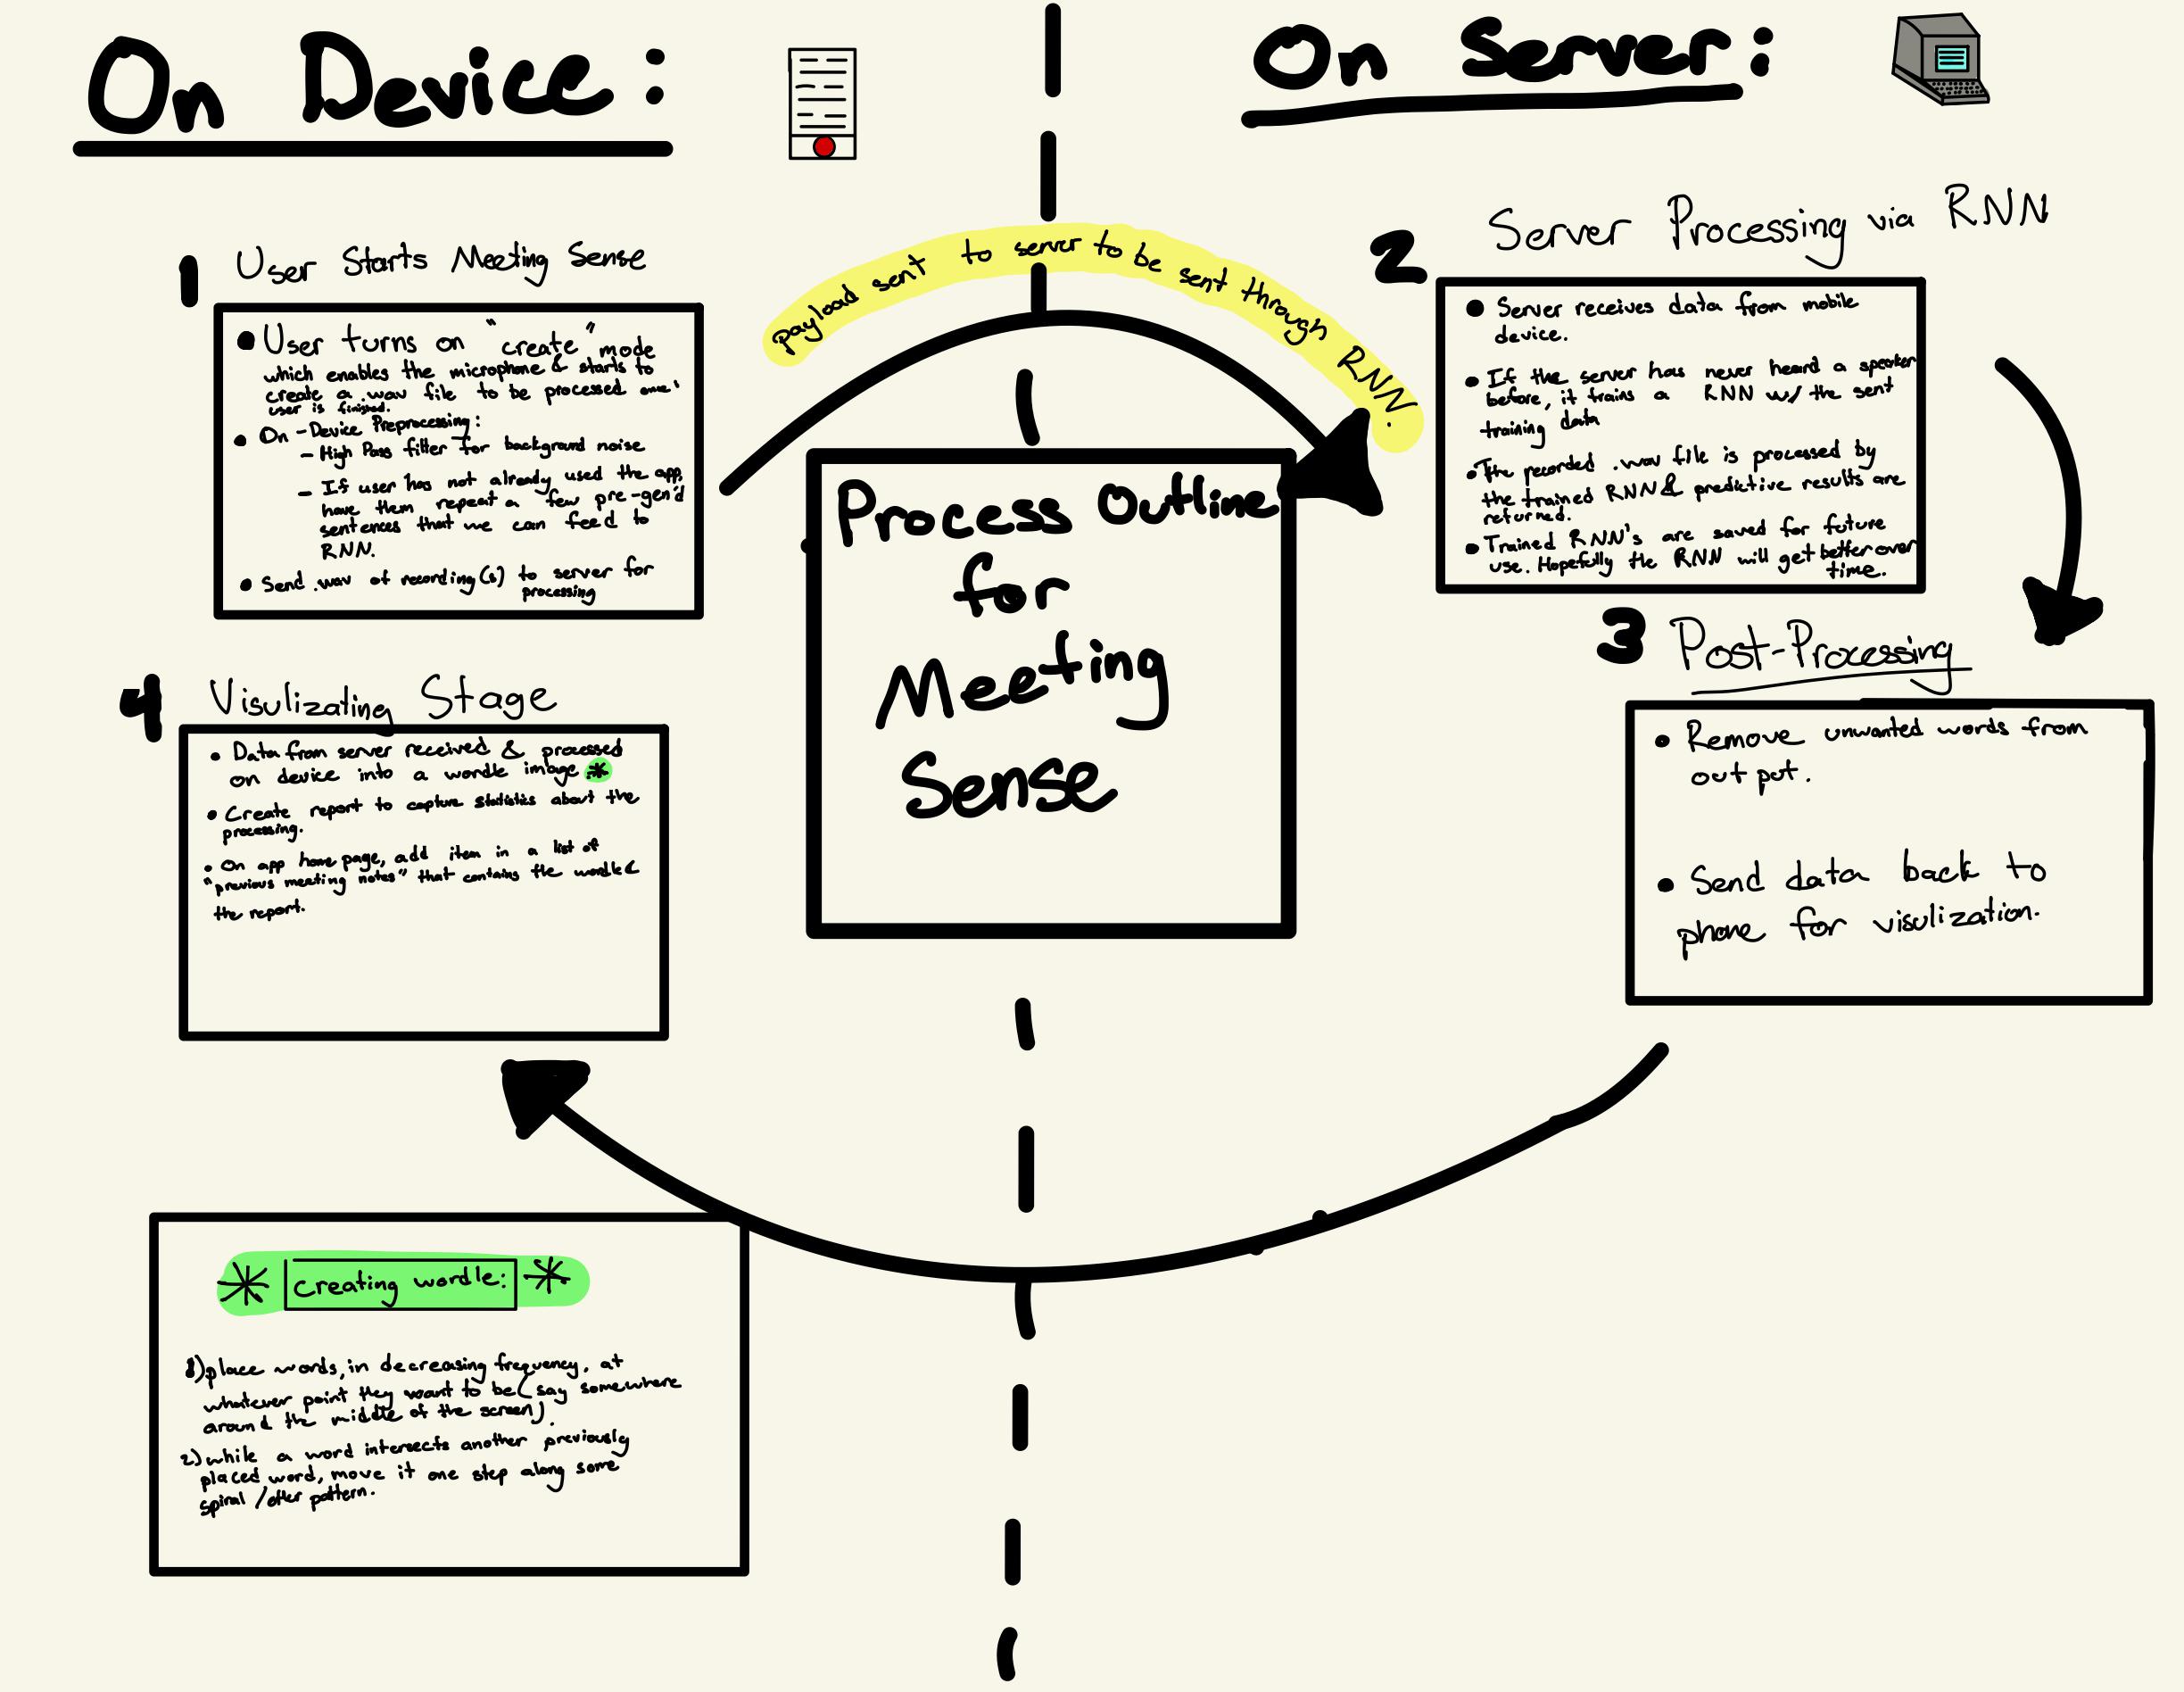 On Device:
On Server:
1 User Starts Meeting Sense
• User turns on "create" mode
which enables the microphone & starts to
create a .wav file to be processed once
user is finished.
• On-Device Preprocessing:
- High Pass filter for background noise
- If user has not already used the app,
have them repeat a few pre-gen'd
sentences that we can feed to
RNN.
• Send .wav of recording(s) to server for
processing
payload sent to server to be sent through RNN.
2 Server Processing via RNN
• Server receives data from mobile
device.
• If the server has never heard a speaker
before, it trains a RNN w/ the sent
training data
• The recorded .wav file is processed by
the trained RNN & predictive results are
returned.
• Trained RNN's are saved for future
use. Hopefully the RNN will get better over
time.
Process Outline
for
Meeting
Sense
3 Post-Processing
• Remove unwanted words from
out put.
• Send data back to
phone for visulization.
4 Visulizating Stage
• Data from server received & processed
on device into a wordle image *
• Create report to capture statistics about the
processing.
• On app home page, add item in a list of
"previous meeting notes" that contains the wordle &
the report.
* creating wordle: *
1) place words, in decreasing frequency, at
whatever point they want to be (say somewhere
around the middle of the screen).
2) while a word intersects another previously
placed word, move it one step along some
spiral / other pattern.